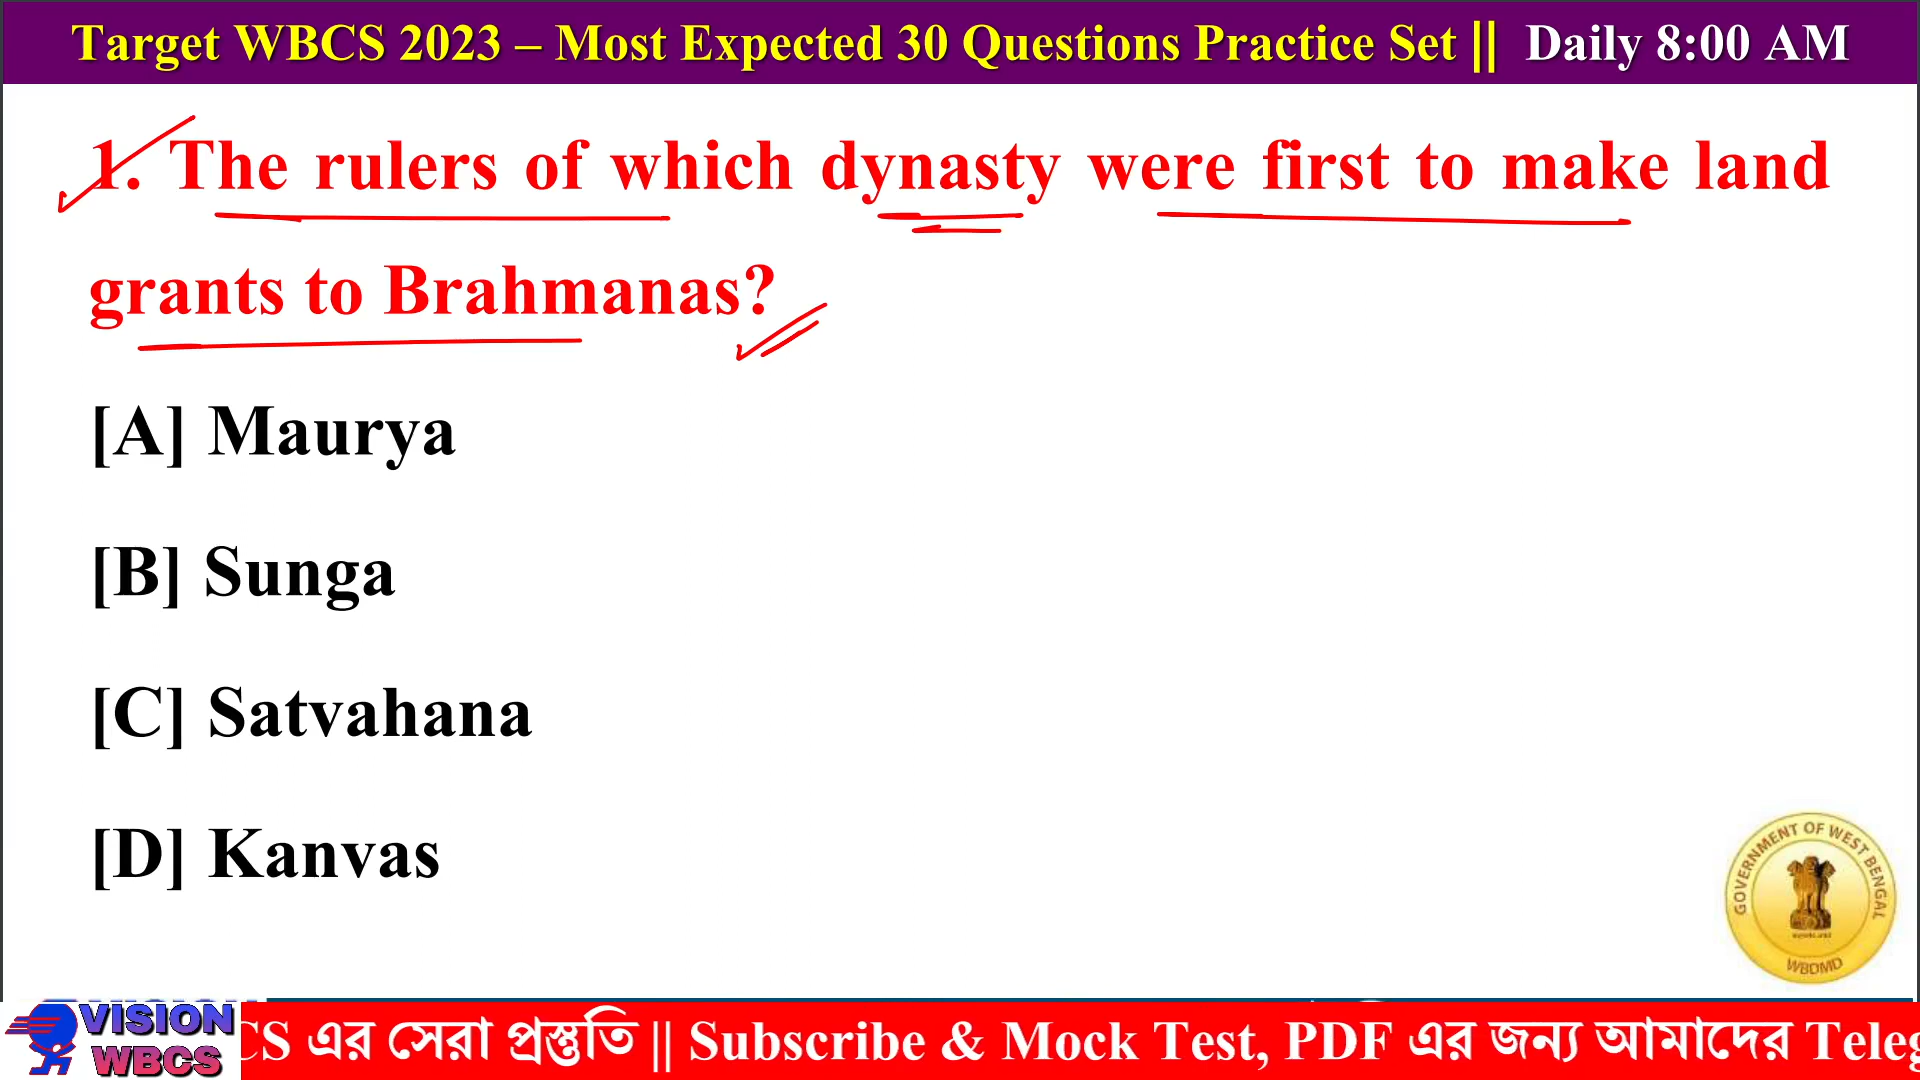 Target WBCS 2023 – Most Expected 30 Questions Practice Set || Daily 8:00 AM
1. The rulers of which dynasty were first to make land
grants to Brahmanas?
[A] Maurya
[B] Sunga
[C] Satvahana
[D] Kanvas
GOVERNMENT OF WEST BENGAL
WBDMD
VISION
WBCS
CS এর সেরা প্রস্তুতি || Subscribe & Mock Test, PDF এর জন্য আমাদের Teleg